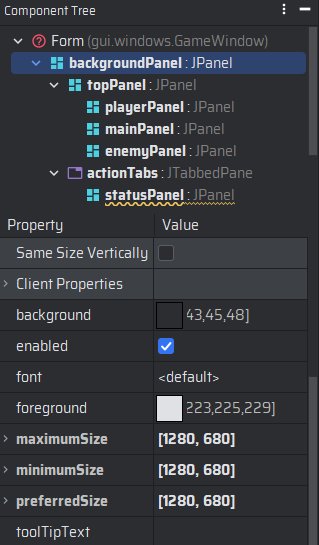 Component Tree
Form (gui.windows.GameWindow)
backgroundPanel : JPanel
topPanel : JPanel
playerPanel : JPanel
mainPanel : JPanel
enemyPanel : JPanel
actionTabs : JTabbedPane
statusPanel : JPanel
Property Value
Same Size Vertically
Client Properties
background 43,45,48]
enabled
font <default>
foreground 223,225,229]
maximumSize [1280, 680]
minimumSize [1280, 680]
preferredSize [1280, 680]
toolTipText